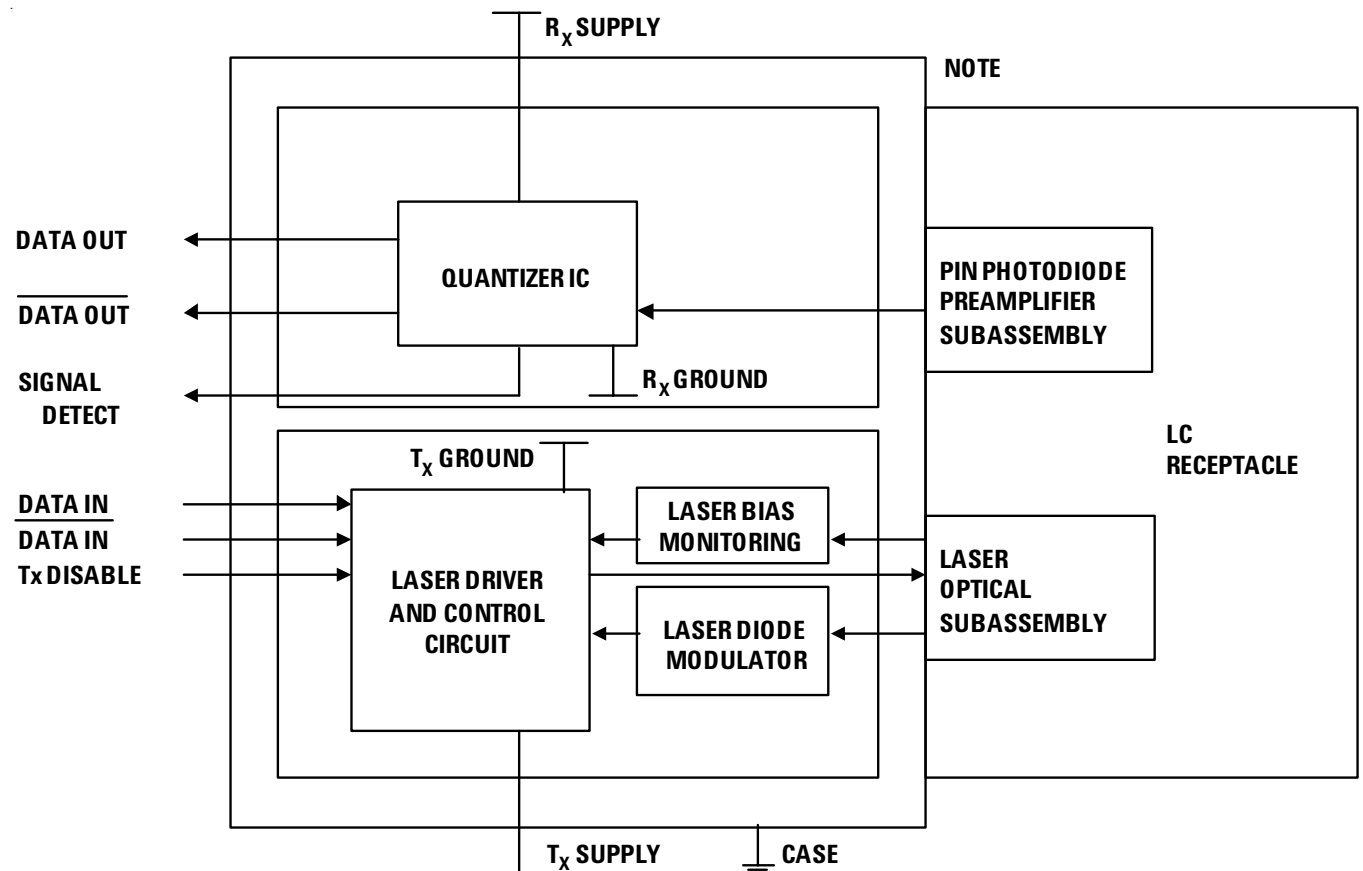 RX SUPPLY
NOTE
DATA OUT
QUANTIZER IC
PIN PHOTODIODE
PREAMPLIFIER
SUBASSEMBLY
DATA OUT
SIGNAL
DETECT
RX GROUND
LC
RECEPTACLE
TX GROUND
DATA IN
DATA IN
Tx DISABLE
LASER BIAS
MONITORING
LASER DRIVER
AND CONTROL
CIRCUIT
LASER
OPTICAL
SUBASSEMBLY
LASER DIODE
MODULATOR
TX SUPPLY
CASE